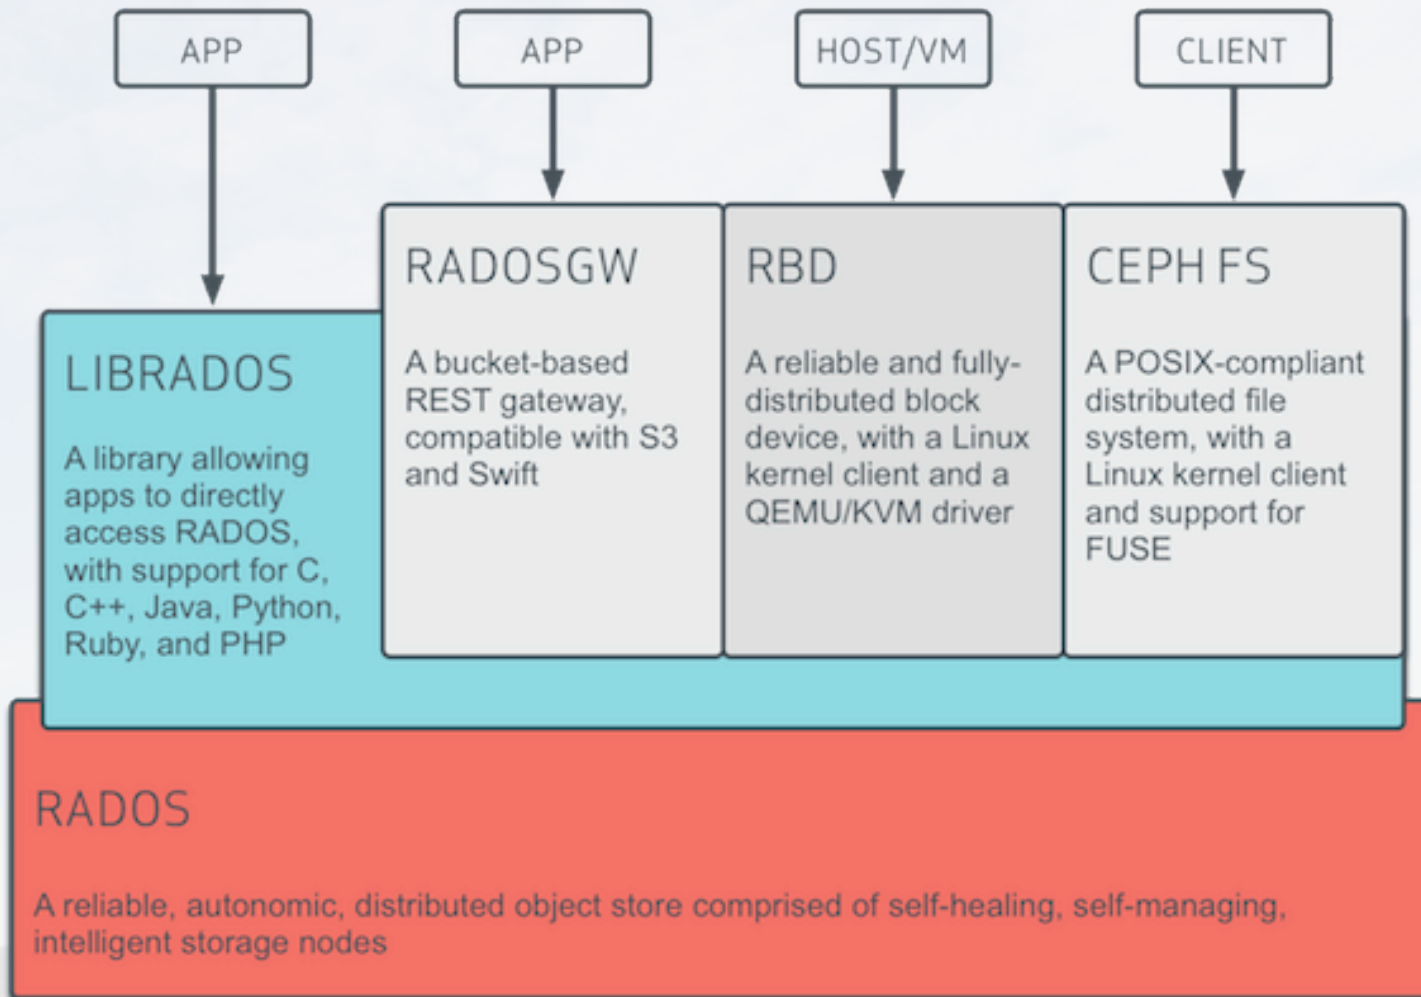 APP
APP
HOST/VM
CLIENT
LIBRADOS
A library allowing
apps to directly
access RADOS,
with support for C,
C++, Java, Python,
Ruby, and PHP
RADOSGW
A bucket-based
REST gateway,
compatible with S3
and Swift
RBD
A reliable and fully-
distributed block
device, with a Linux
kernel client and a
QEMU/KVM driver
CEPH FS
A POSIX-compliant
distributed file
system, with a
Linux kernel client
and support for
FUSE
RADOS
A reliable, autonomic, distributed object store comprised of self-healing, self-managing,
intelligent storage nodes